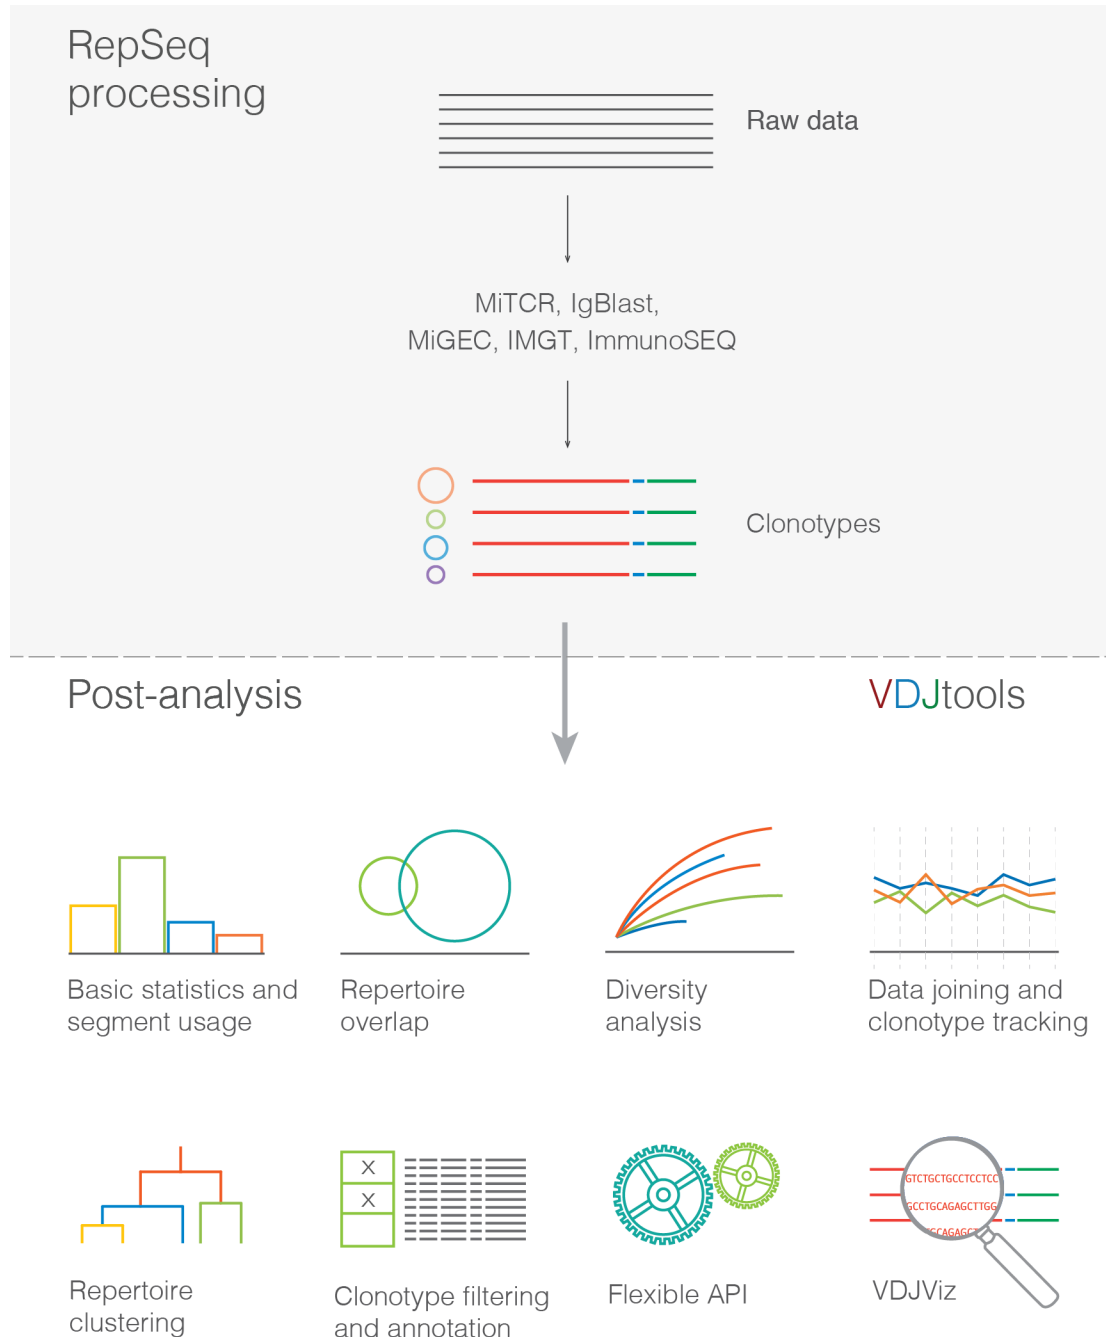 RepSeq
processing
Raw data
MiTCR, IgBlast,
MiGEC, IMGT, ImmunoSEQ
Clonotypes
Post-analysis
VDJtools
Basic statistics and
segment usage
Repertoire
overlap
Diversity
analysis
Data joining and
clonotype tracking
X
X
GTCTGCTGCCTCCTCC
GCCTGCAGAGCTTGG
GCAGAGCT
Repertoire
clustering
Clonotype filtering
and annotation
Flexible API
VDJViz